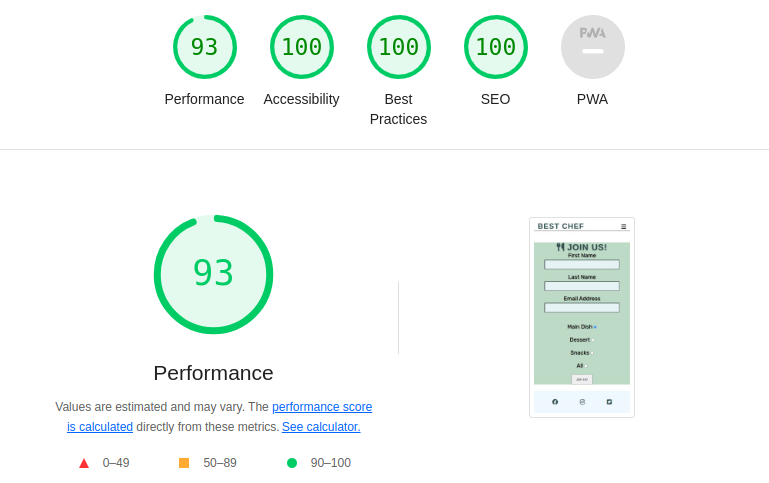 93
100
100
100
PWA
Performance
Accessibility
Best
Practices
SEO
PWA
93
Performance
Values are estimated and may vary. The performance score
is calculated directly from these metrics. See calculator.
0–49
50–89
90–100
BEST CHEF
JOIN US!
First Name
Last Name
Email Address
Main Dish
Dessert
Snacks
All